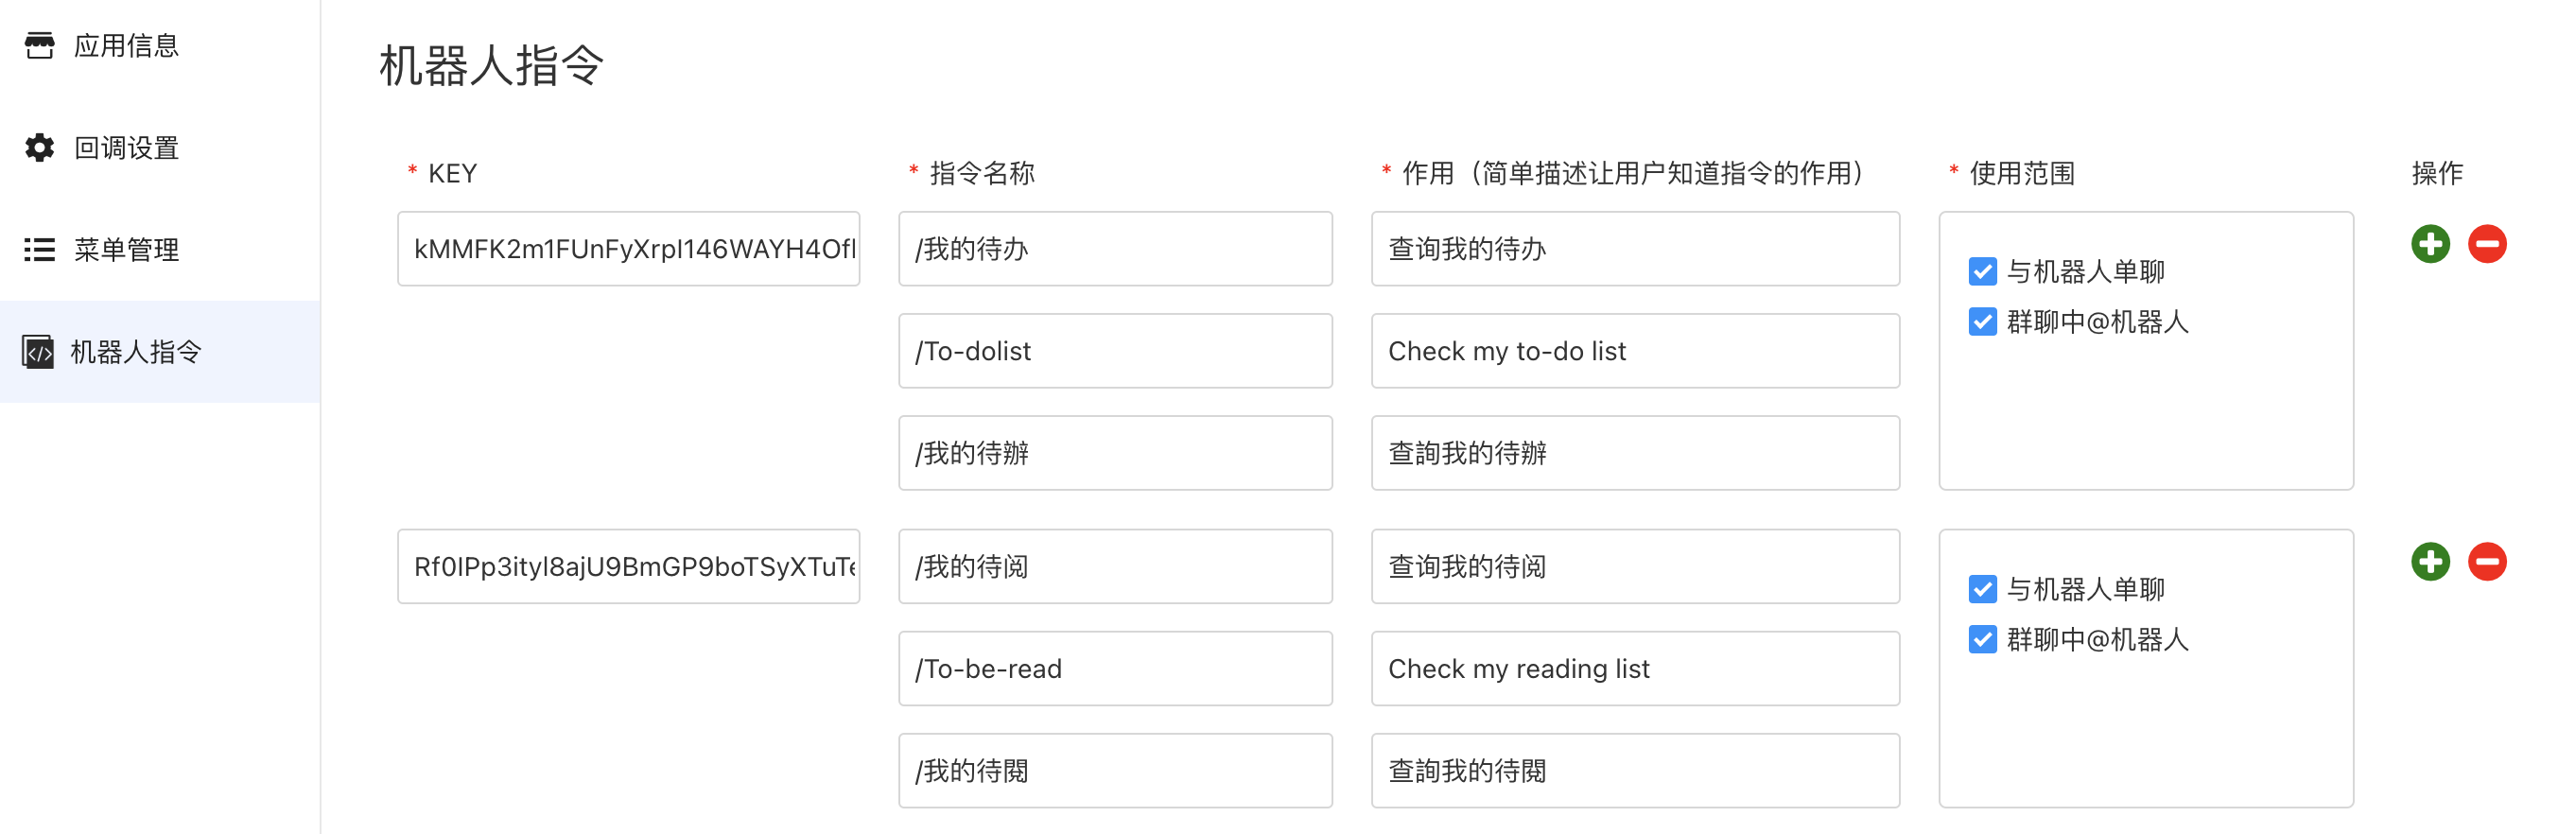 应用信息
回调设置
菜单管理
机器人指令
机器人指令
* KEY
* 指令名称
* 作用（简单描述让用户知道指令的作用）
* 使用范围
操作
/我的待办
查询我的待办
与机器人单聊
群聊中@机器人
/To-dolist
Check my to-do list
/我的待辦
查詢我的待辦
/我的待阅
查询我的待阅
与机器人单聊
群聊中@机器人
/To-be-read
Check my reading list
/我的待閱
查詢我的待閱